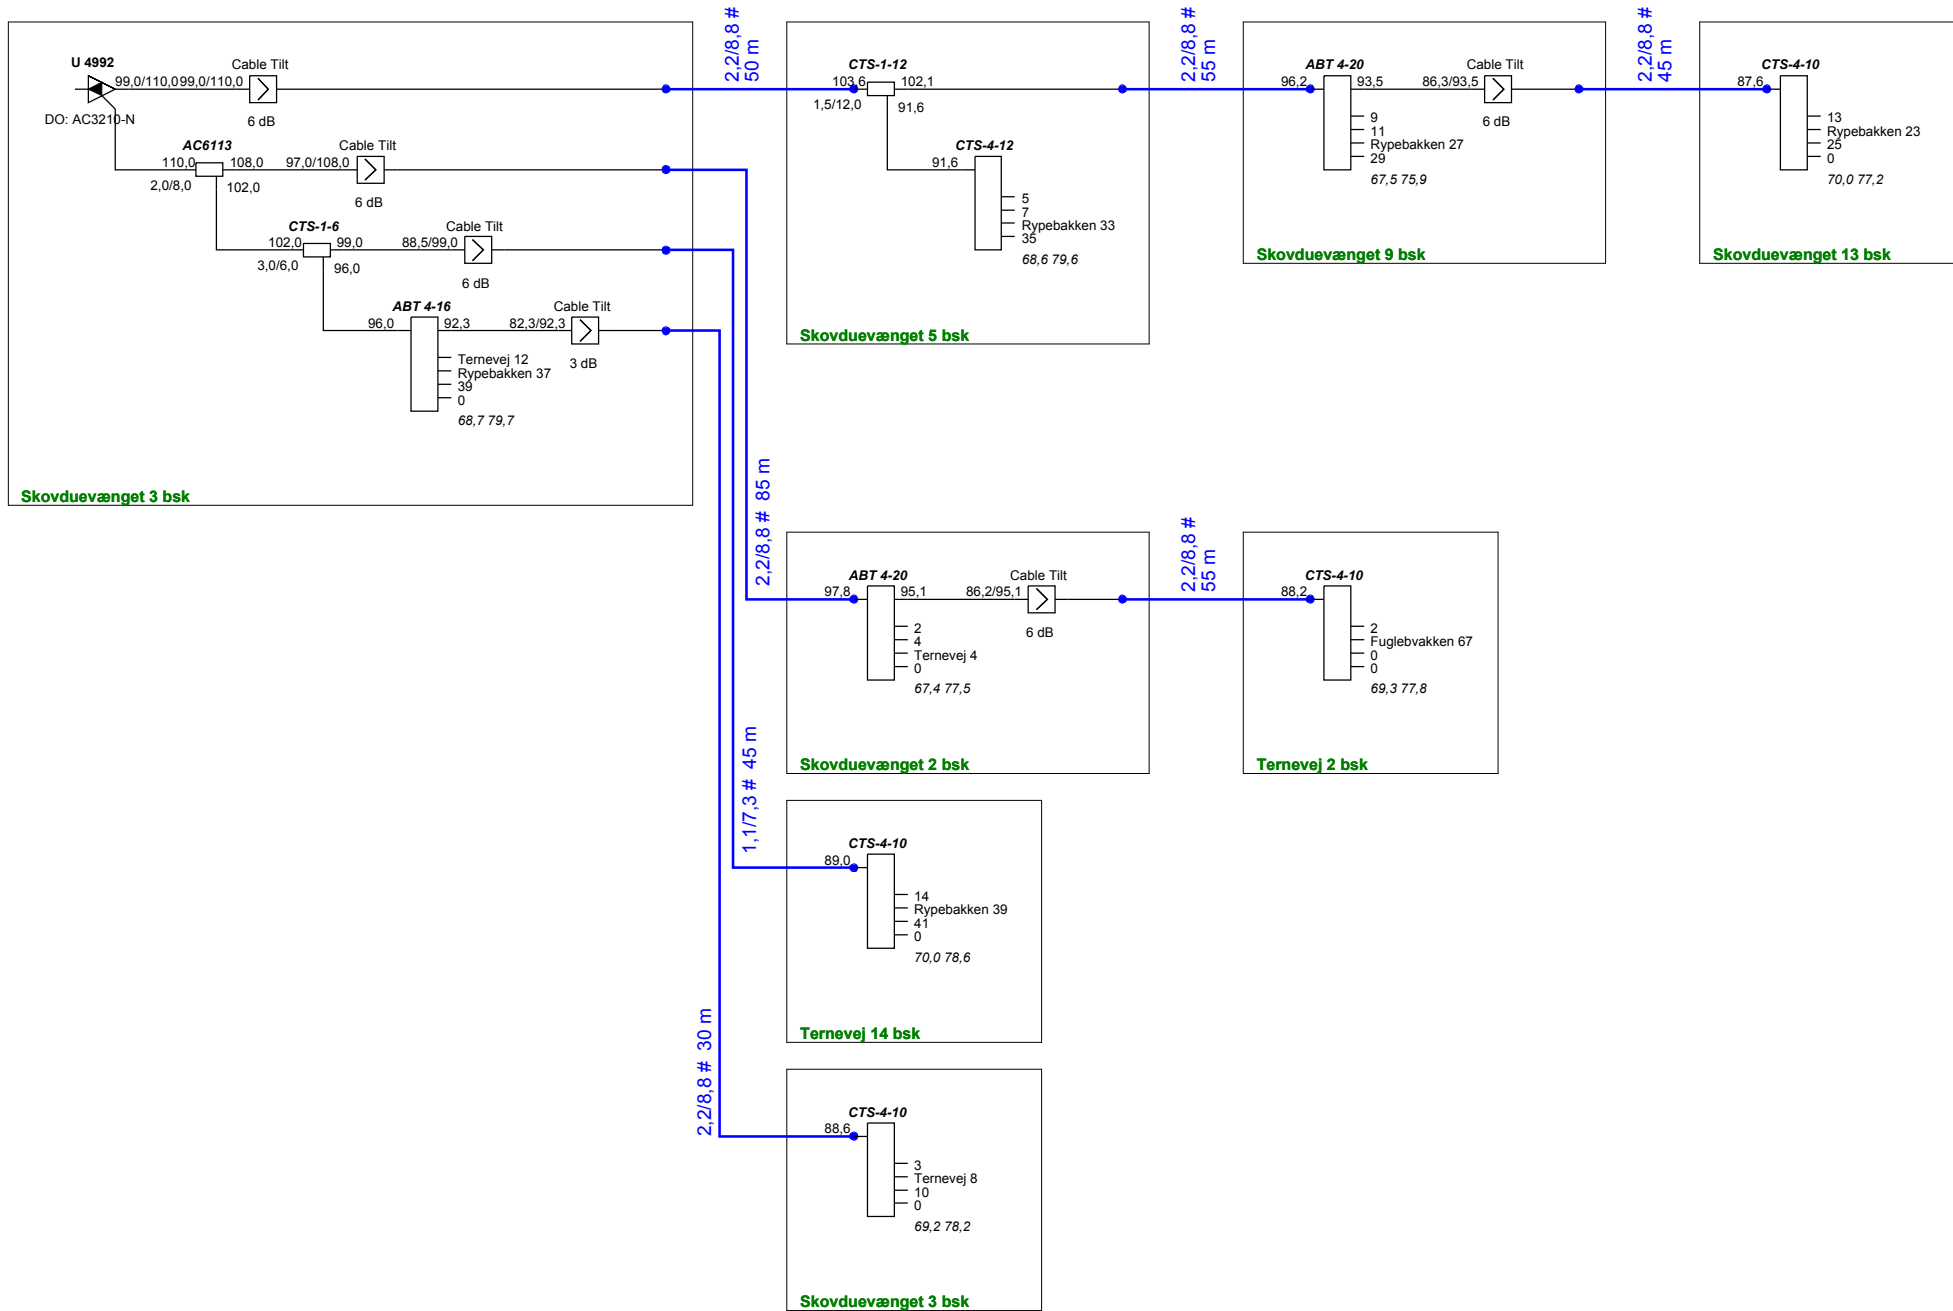 U 4992
99,0/110,0
99,0/110,0
Cable Tilt
6 dB
DO: AC3210-N
AC6113
110,0
108,0
2,0/8,0
102,0
97,0/108,0
Cable Tilt
6 dB
CTS-1-6
102,0
99,0
3,0/6,0
96,0
88,5/99,0
Cable Tilt
6 dB
ABT 4-16
96,0
92,3
82,3/92,3
Cable Tilt
3 dB
Ternevej 12
Rypebakken 37
39
0
68,7 79,7
Skovduevænget 3 bsk
2,2/8,8 #
50 m
CTS-1-12
103,6
102,1
1,5/12,0
91,6
CTS-4-12
91,6
5
7
Rypebakken 33
35
68,6 79,6
Skovduevænget 5 bsk
2,2/8,8 #
55 m
ABT 4-20
96,2
93,5
86,3/93,5
Cable Tilt
6 dB
9
11
Rypebakken 27
29
67,5 75,9
Skovduevænget 9 bsk
2,2/8,8 #
45 m
CTS-4-10
87,6
13
Rypebakken 23
25
0
70,0 77,2
Skovduevænget 13 bsk
2,2/8,8 # 85 m
ABT 4-20
97,8
95,1
86,2/95,1
Cable Tilt
6 dB
2
4
Ternevej 4
0
67,4 77,5
Skovduevænget 2 bsk
2,2/8,8 #
55 m
CTS-4-10
88,2
2
Fuglebvakken 67
0
0
69,3 77,8
Ternevej 2 bsk
1,1/7,3 # 45 m
CTS-4-10
89,0
14
Rypebakken 39
41
0
70,0 78,6
Ternevej 14 bsk
2,2/8,8 # 30 m
CTS-4-10
88,6
3
Ternevej 8
10
0
69,2 78,2
Skovduevænget 3 bsk